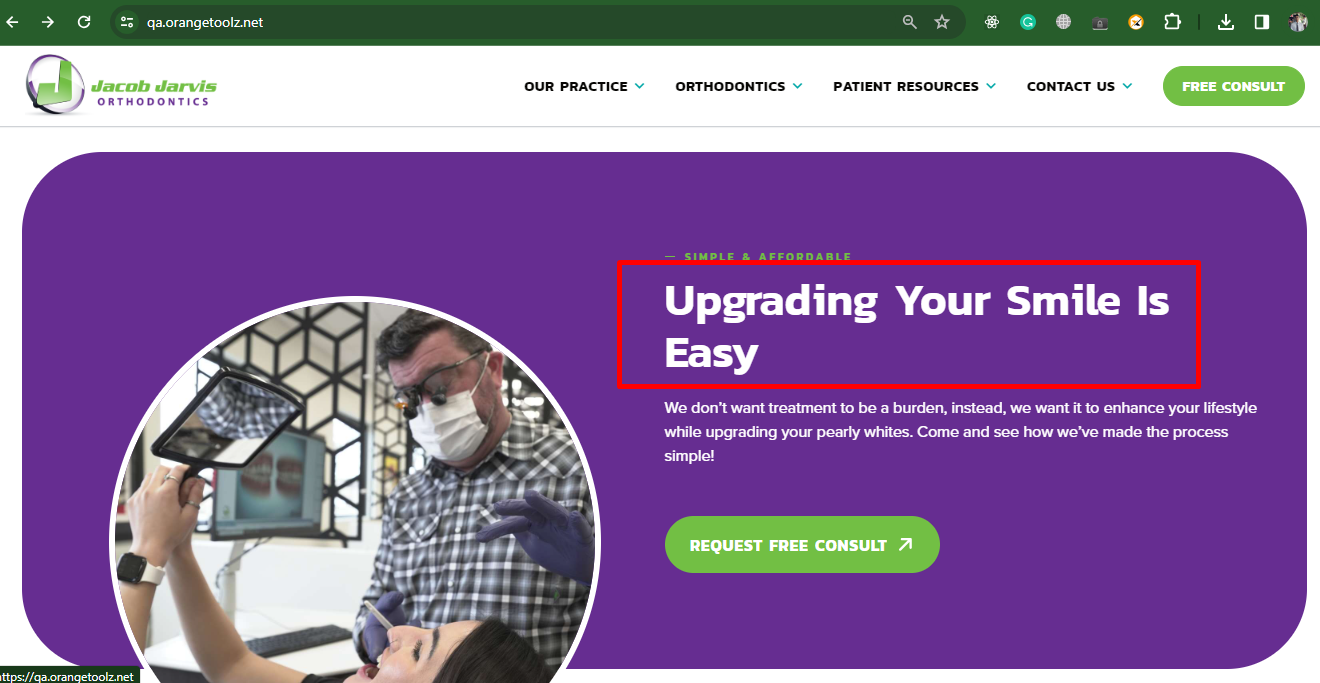 qa.orangetoolz.net
Jacob Jarvis
ORTHODONTICS
OUR PRACTICE
ORTHODONTICS
PATIENT RESOURCES
CONTACT US
FREE CONSULT
— SIMPLE & AFFORDABLE
Upgrading Your Smile Is
Easy
We don’t want treatment to be a burden, instead, we want it to enhance your lifestyle
while upgrading your pearly whites. Come and see how we’ve made the process
simple!
REQUEST FREE CONSULT
ttps://qa.orangetoolz.net